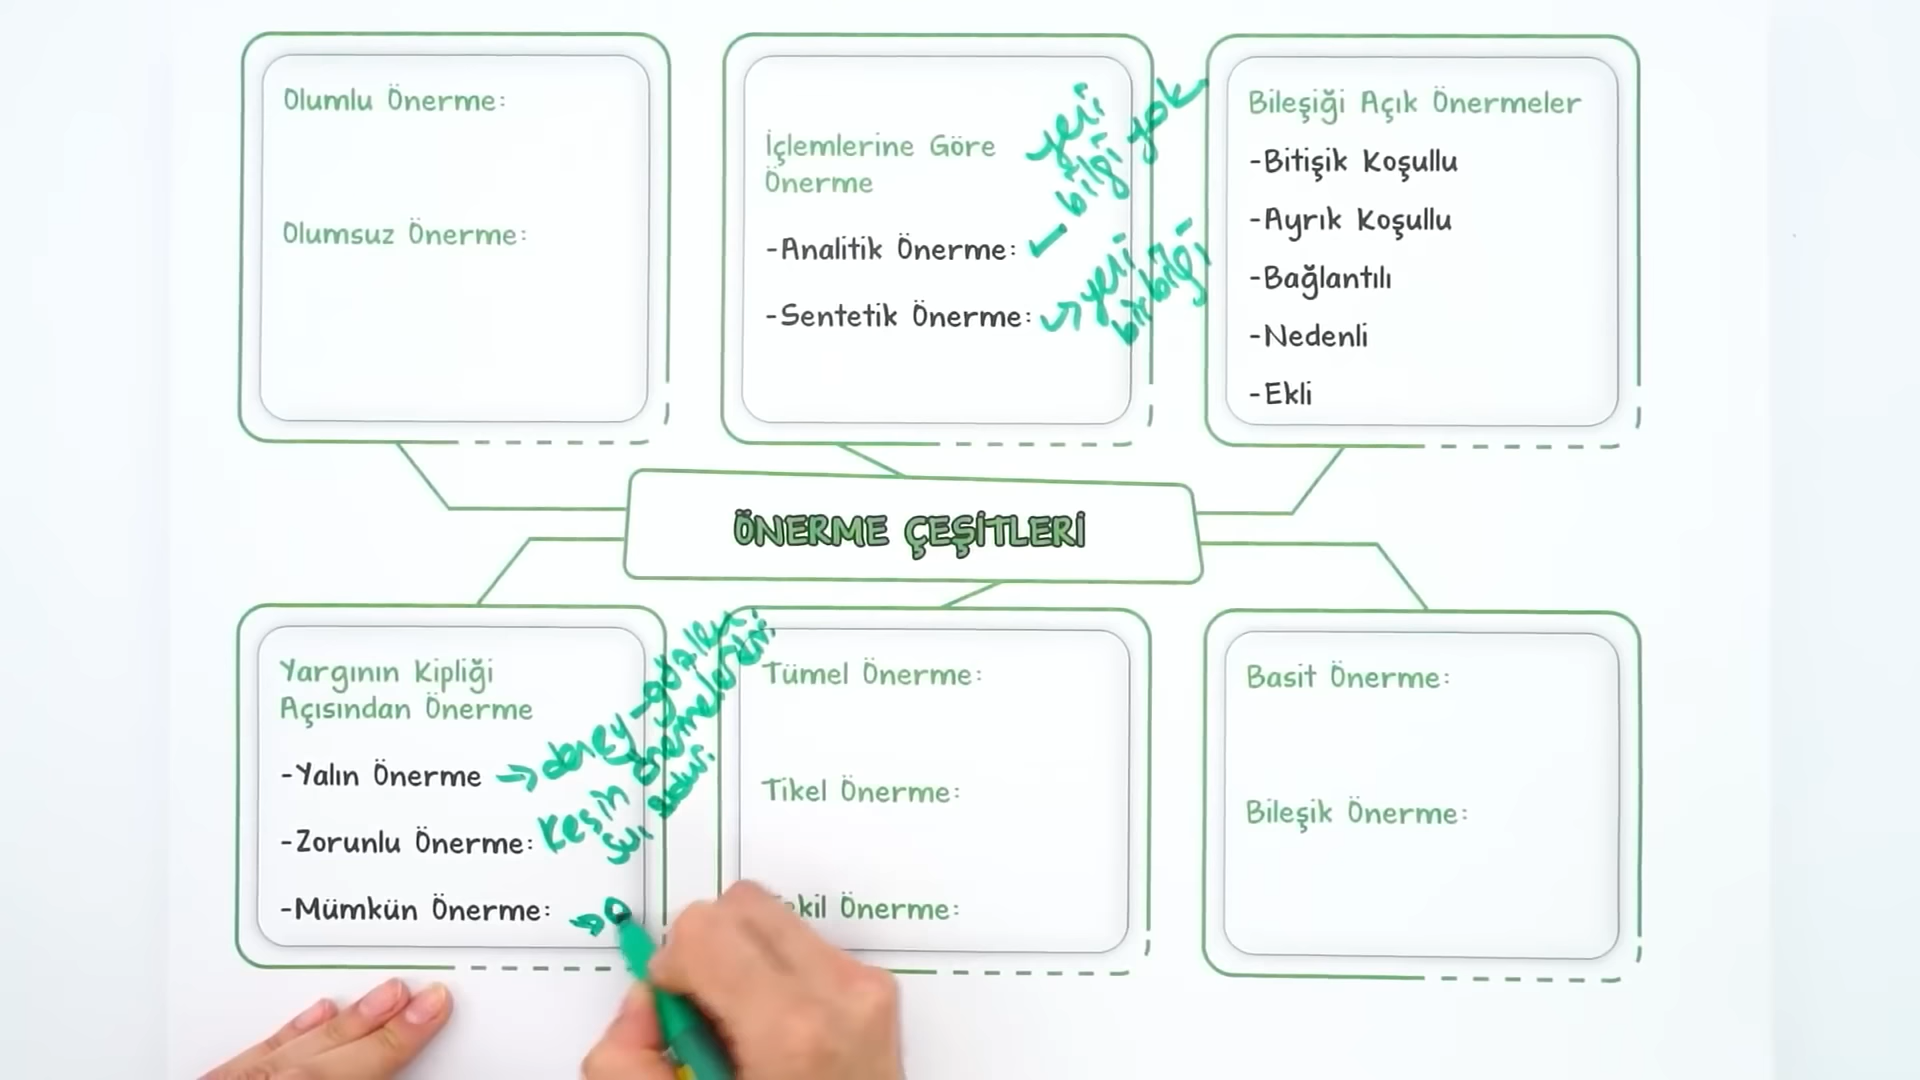 Olumlu Önerme:
Olumsuz Önerme:
İçlemlerine Göre
Önerme
-Analitik Önerme:
yeni
bilgi yok
-Sentetik Önerme:
yeni
bir bilgi
Bileşiği Açık Önermeler
-Bitişik Koşullu
-Ayrık Koşullu
-Bağlantılı
-Nedenli
-Ekli
ÖNERME ÇEŞİTLERİ
Yargının Kipliği
Açısından Önerme
-Yalın Önerme
deney-gözlem
önermeleridir.
-Zorunlu Önerme:
Kesin
-Mümkün Önerme:
Tümel Önerme:
Tikel Önerme:
Önerme:
Basit Önerme:
Bileşik Önerme: